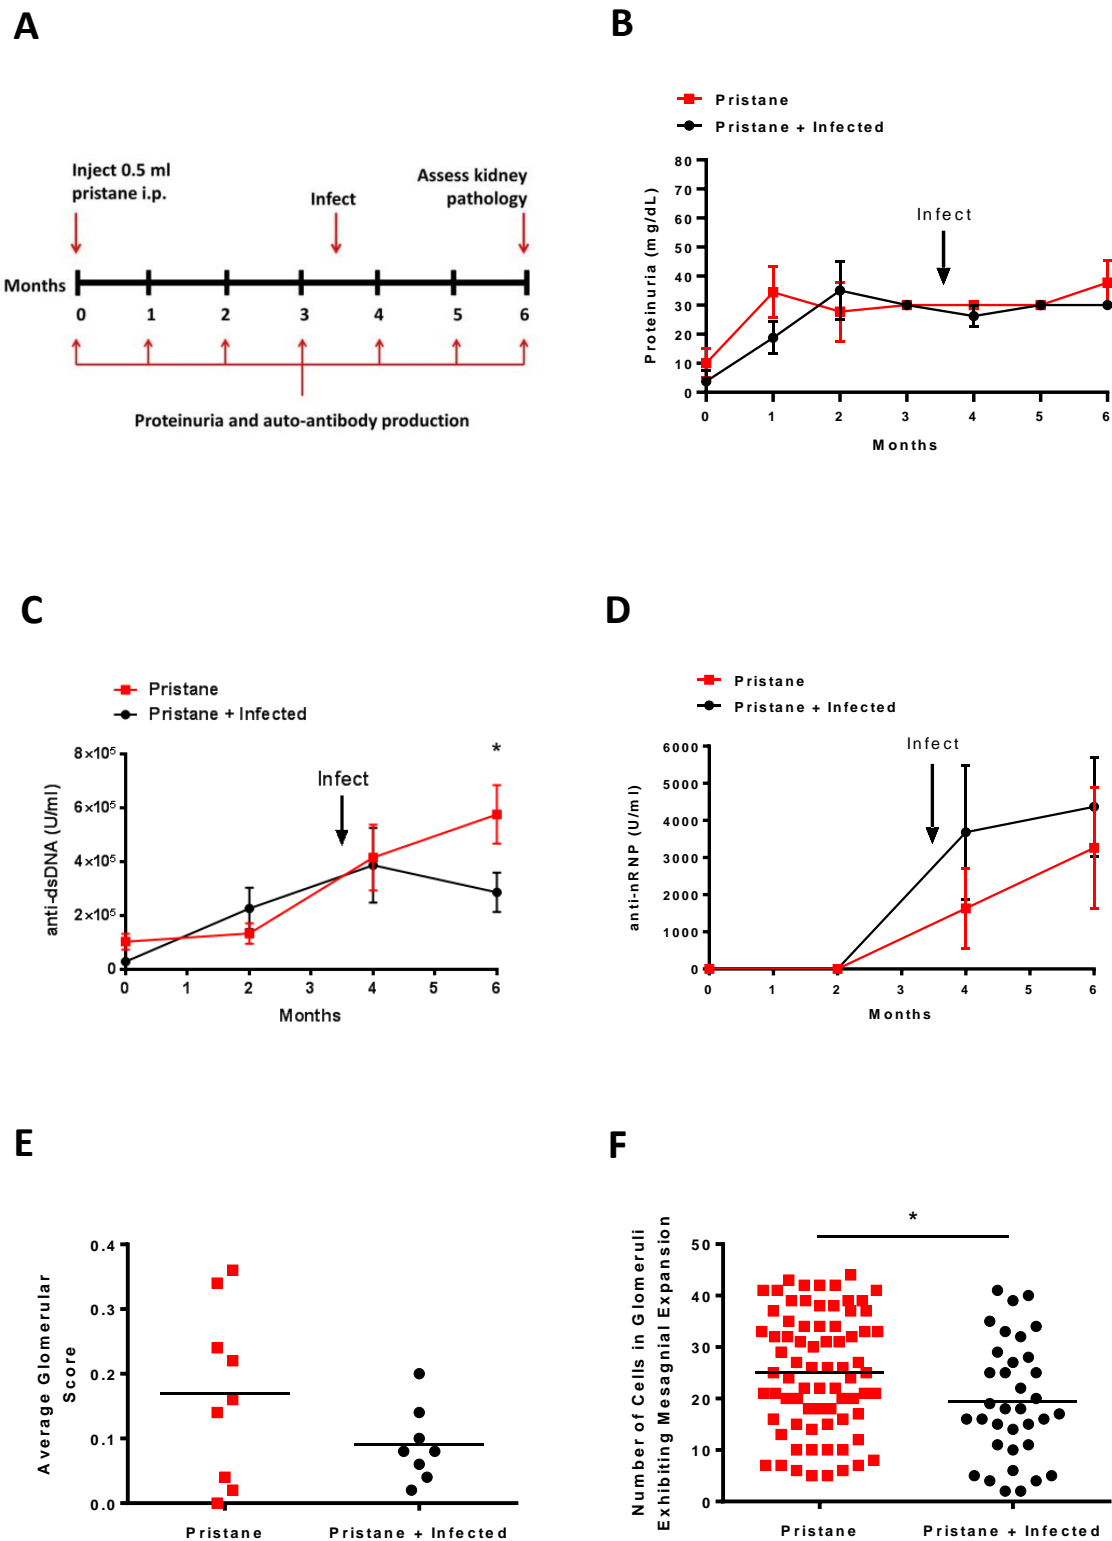 A
Inject 0.5 ml
pristane i.p.
Infect
Assess kidney
pathology
Months
0 1 2 3 4 5 6
Proteinuria and auto-antibody production
B
Pristane
Pristane + Infected
Proteinuria (mg/dL)
80
70
60
50
40
30
20
10
0
Infect
0 1 2 3 4 5 6
Months
C
Pristane
Pristane + Infected
anti-dsDNA (U/ml)
8×10⁵
6×10⁵
4×10⁵
2×10⁵
0
Infect
*
0 1 2 3 4 5 6
Months
D
Pristane
Pristane + Infected
anti-nRNP (U/ml)
6000
5000
4000
3000
2000
1000
0
Infect
0 1 2 3 4 5 6
Months
E
Average Glomerular
Score
0.4
0.3
0.2
0.1
0.0
Pristane
Pristane + Infected
F
Number of Cells in Glomeruli
Exhibiting Mesagnial Expansion
50
40
30
20
10
0
*
Pristane
Pristane + Infected